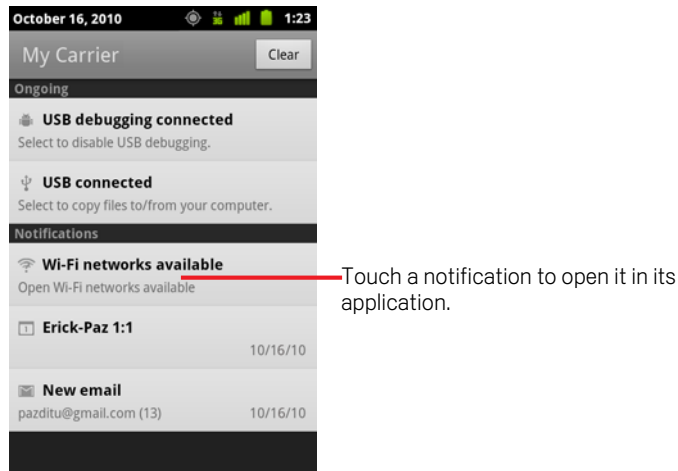 October 16, 2010 3G 1:23
My Carrier Clear
Ongoing
USB debugging connected
Select to disable USB debugging.
USB connected
Select to copy files to/from your computer.
Notifications
Wi-Fi networks available
Open Wi-Fi networks available
Touch a notification to open it in its
application.
1 Erick-Paz 1:1
10/16/10
New email
pazditu@gmail.com (13) 10/16/10